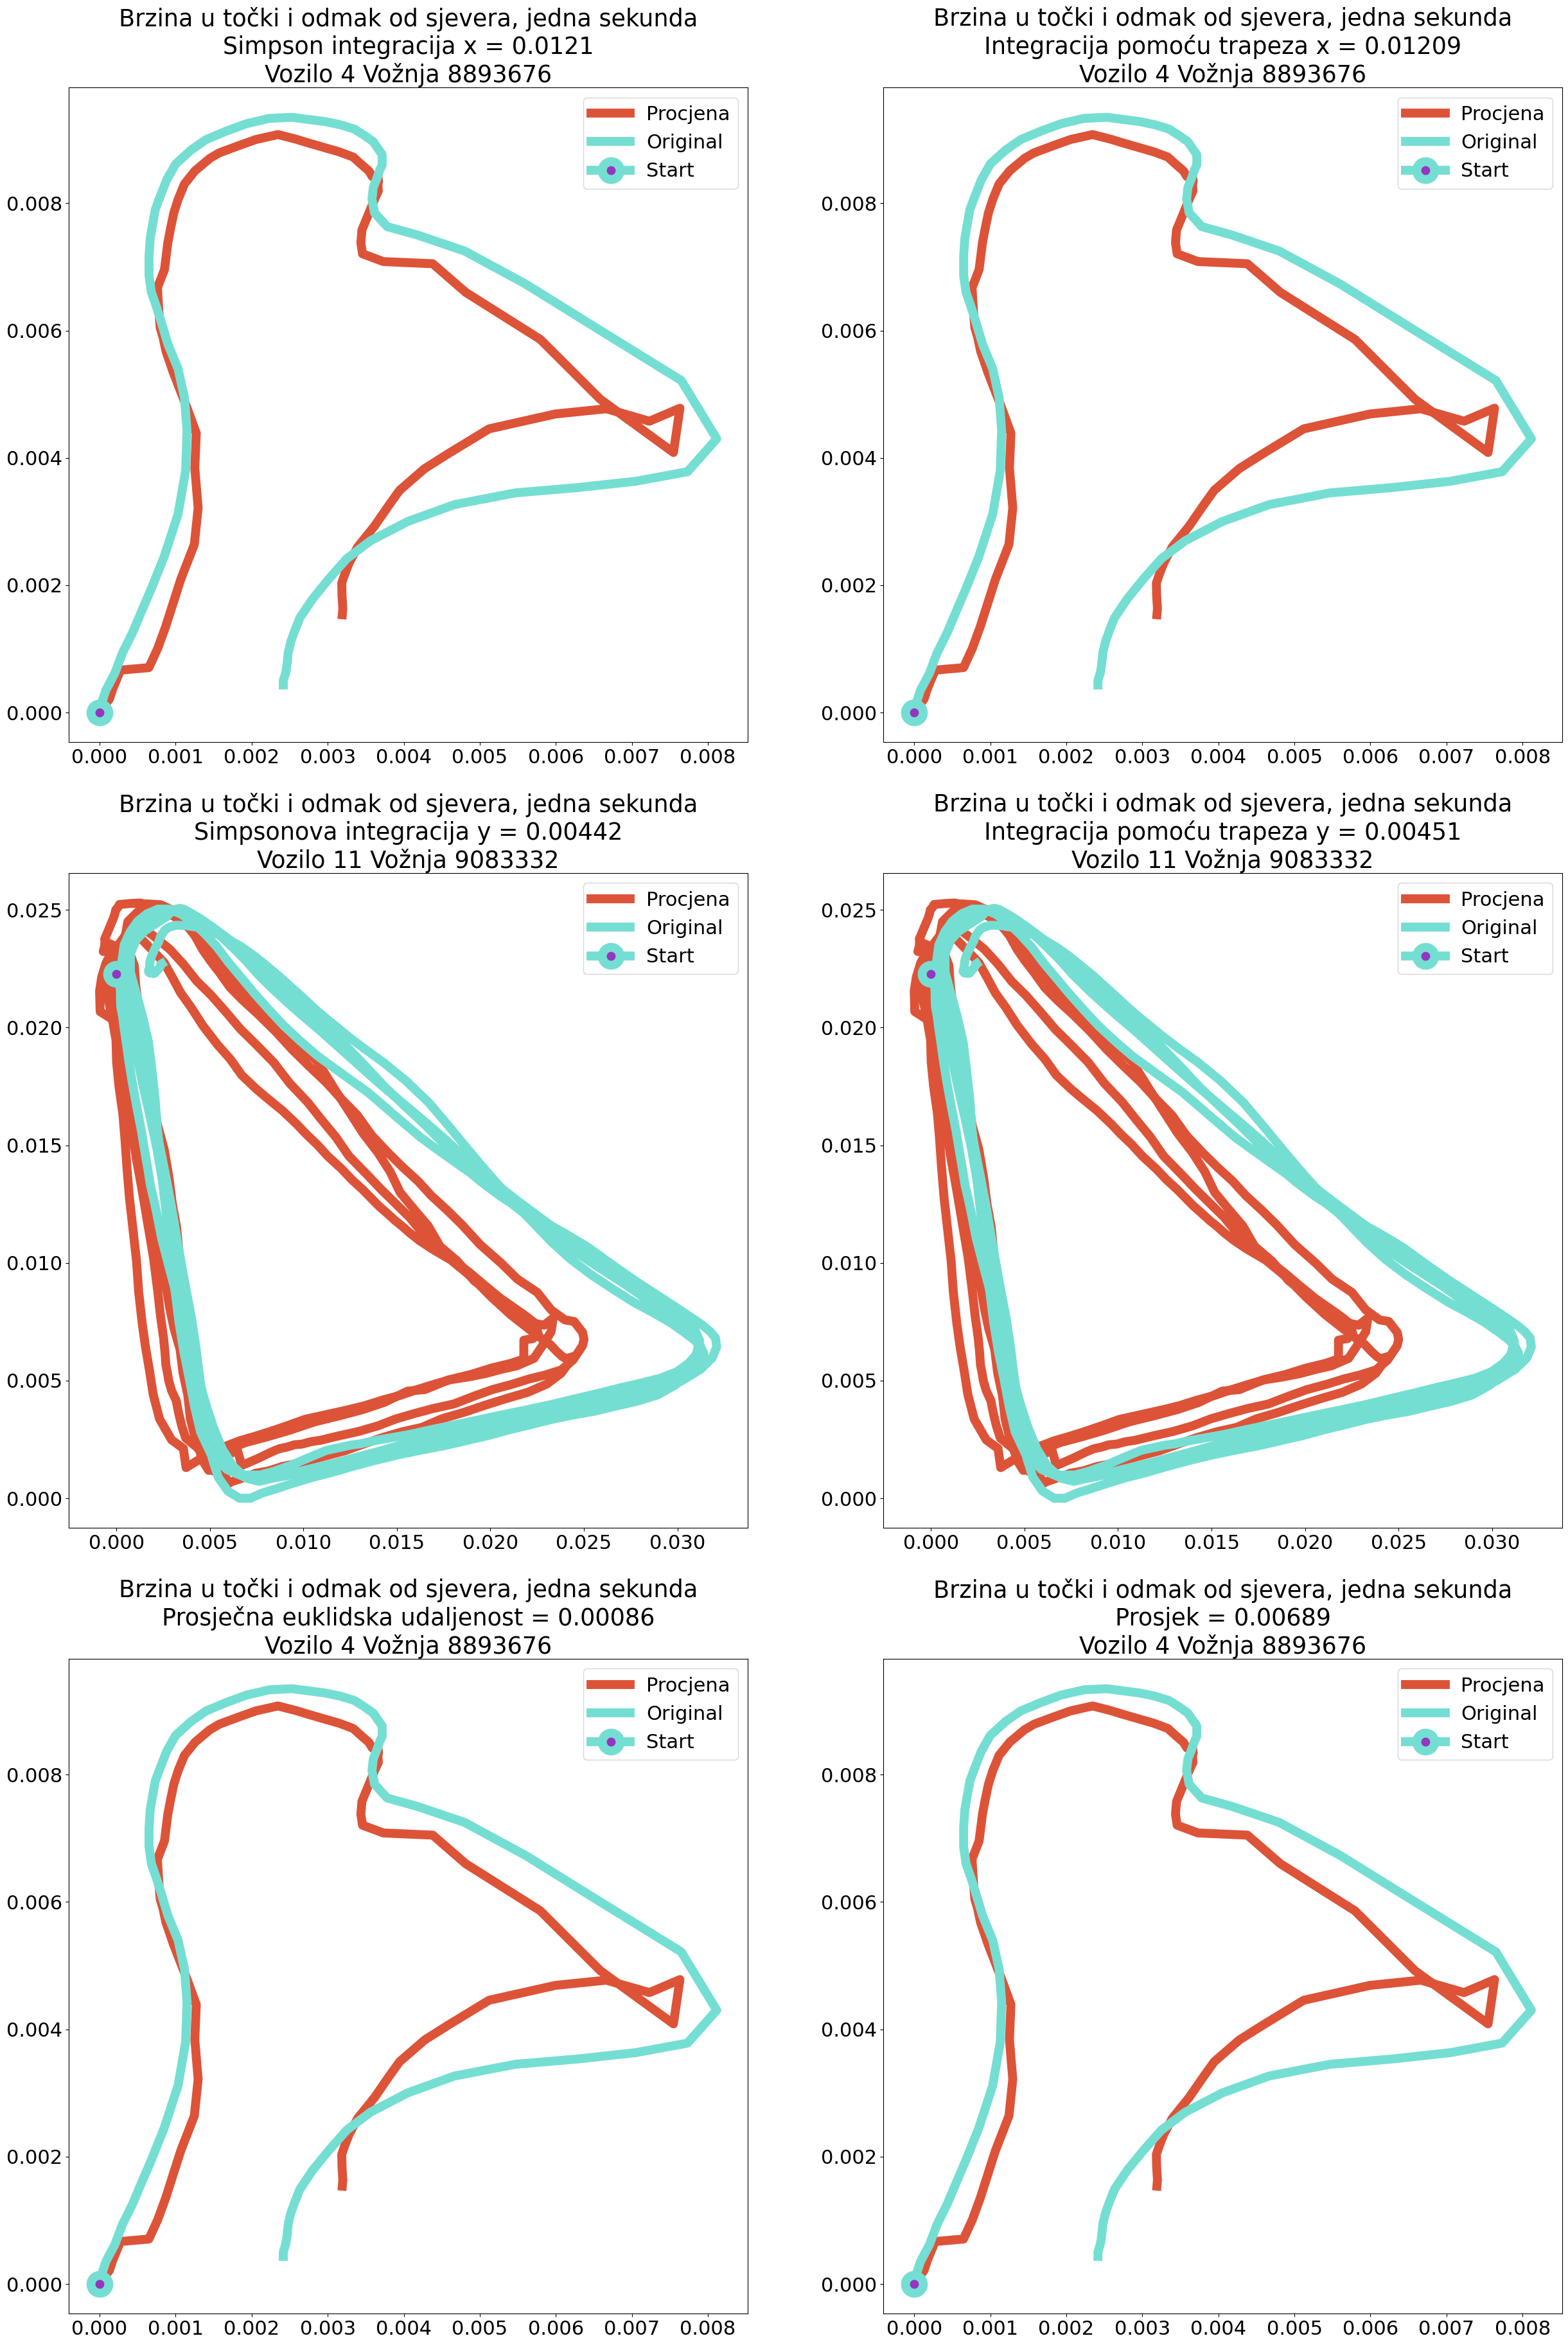 Brzina u točki i odmak od sjevera, jedna sekunda
Simpson integracija x = 0.0121
Vozilo 4 Vožnja 8893676
Procjena
Original
Start
0.008
0.006
0.004
0.002
0.000
0.000 0.001 0.002 0.003 0.004 0.005 0.006 0.007 0.008
Brzina u točki i odmak od sjevera, jedna sekunda
Integracija pomoću trapeza x = 0.01209
Vozilo 4 Vožnja 8893676
Procjena
Original
Start
0.008
0.006
0.004
0.002
0.000
0.000 0.001 0.002 0.003 0.004 0.005 0.006 0.007 0.008
Brzina u točki i odmak od sjevera, jedna sekunda
Simpsonova integracija y = 0.00442
Vozilo 11 Vožnja 9083332
Procjena
Original
Start
0.025
0.020
0.015
0.010
0.005
0.000
0.000 0.005 0.010 0.015 0.020 0.025 0.030
Brzina u točki i odmak od sjevera, jedna sekunda
Integracija pomoću trapeza y = 0.00451
Vozilo 11 Vožnja 9083332
Procjena
Original
Start
0.025
0.020
0.015
0.010
0.005
0.000
0.000 0.005 0.010 0.015 0.020 0.025 0.030
Brzina u točki i odmak od sjevera, jedna sekunda
Prosječna euklidska udaljenost = 0.00086
Vozilo 4 Vožnja 8893676
Procjena
Original
Start
0.008
0.006
0.004
0.002
0.000
0.000 0.001 0.002 0.003 0.004 0.005 0.006 0.007 0.008
Brzina u točki i odmak od sjevera, jedna sekunda
Prosjek = 0.00689
Vozilo 4 Vožnja 8893676
Procjena
Original
Start
0.008
0.006
0.004
0.002
0.000
0.000 0.001 0.002 0.003 0.004 0.005 0.006 0.007 0.008